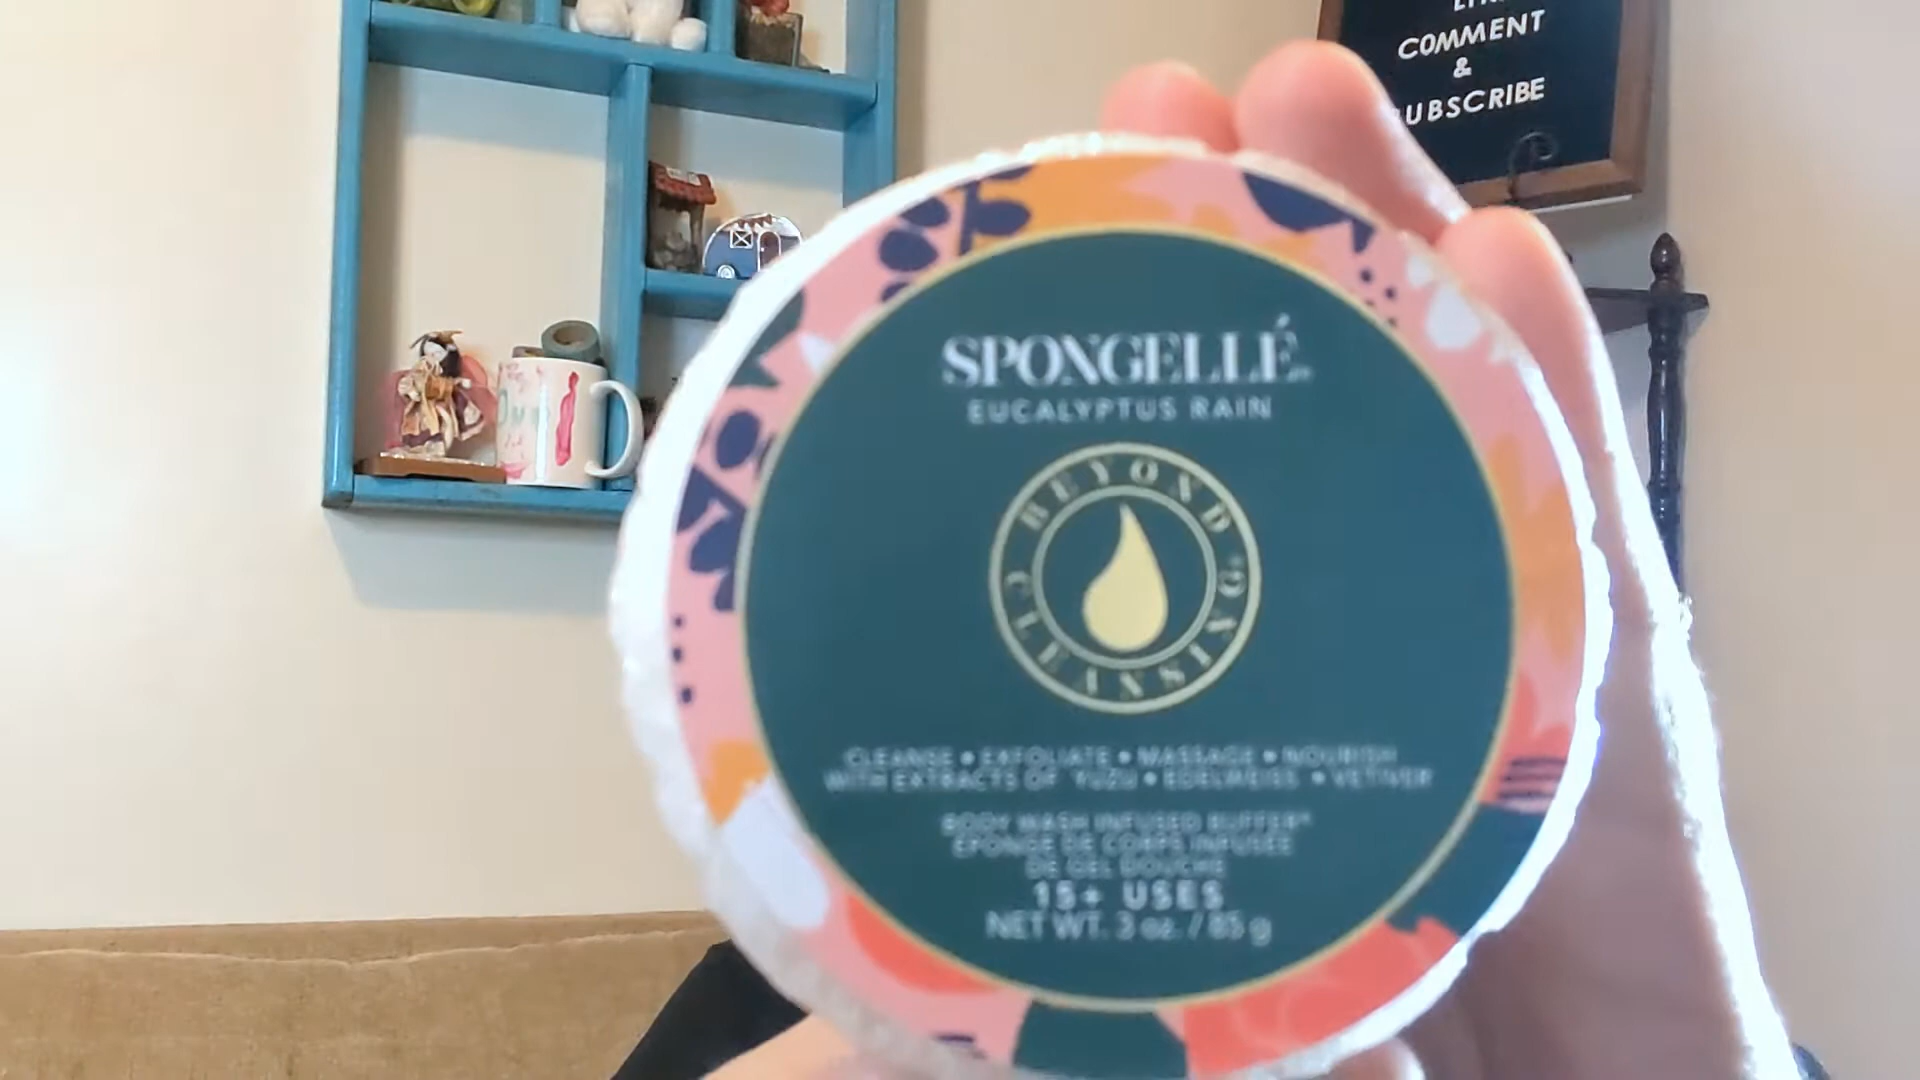 COMMENT
&
SUBSCRIBE
SPONGELLÉ
EUCALYPTUS RAIN
BEYOND CLEANSING
CLEANSE • EXFOLIATE • MASSAGE • NOURISH
WITH EXTRACTS OF YUZU • EDELWEISS • VETIVER
BODY WASH INFUSED BUFFER
ÉPONGE DE CORPS INFUSÉE
DE GEL DOUCHE
15+ USES
NET WT. 3 oz. / 85 g